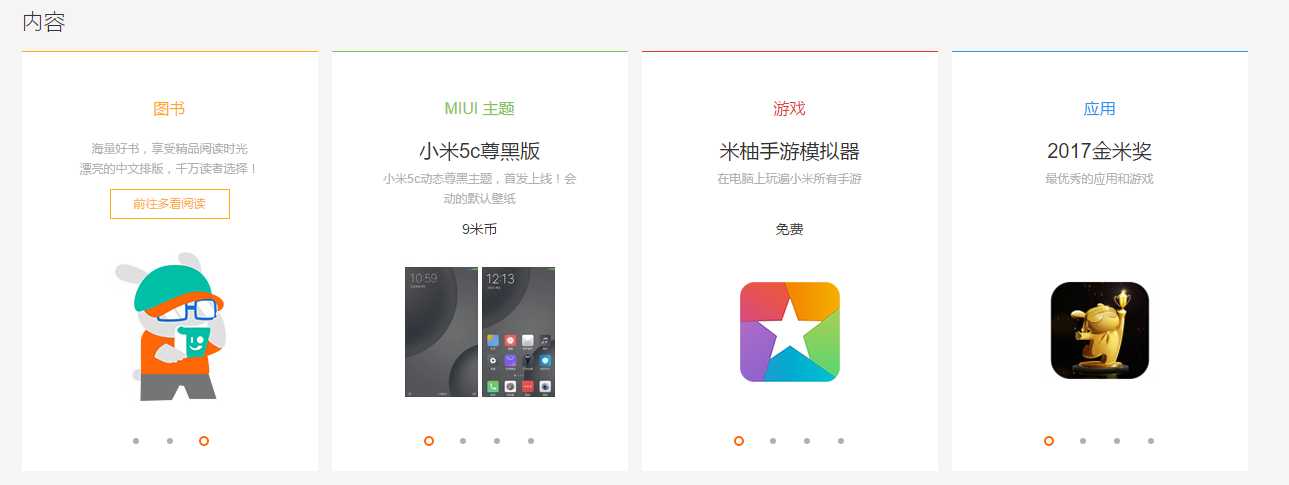 内容
图书
海量好书，享受精品阅读时光
漂亮的中文排版，千万读者选择！
前往多看阅读
MIUI 主题
小米5c尊黑版
小米5c动态尊黑主题，首发上线！会
动的默认壁纸
9米币
10:59
12:13
游戏
米柚手游模拟器
在电脑上玩遍小米所有手游
免费
应用
2017金米奖
最优秀的应用和游戏